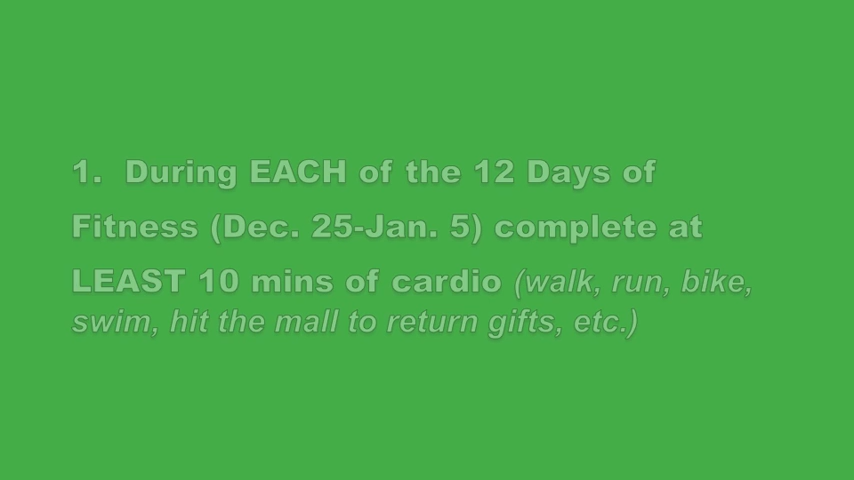 1.  During EACH of the 12 Days of
Fitness (Dec. 25-Jan. 5) complete at
LEAST 10 mins of cardio (walk, run, bike,
swim, hit the mall to return gifts, etc.)